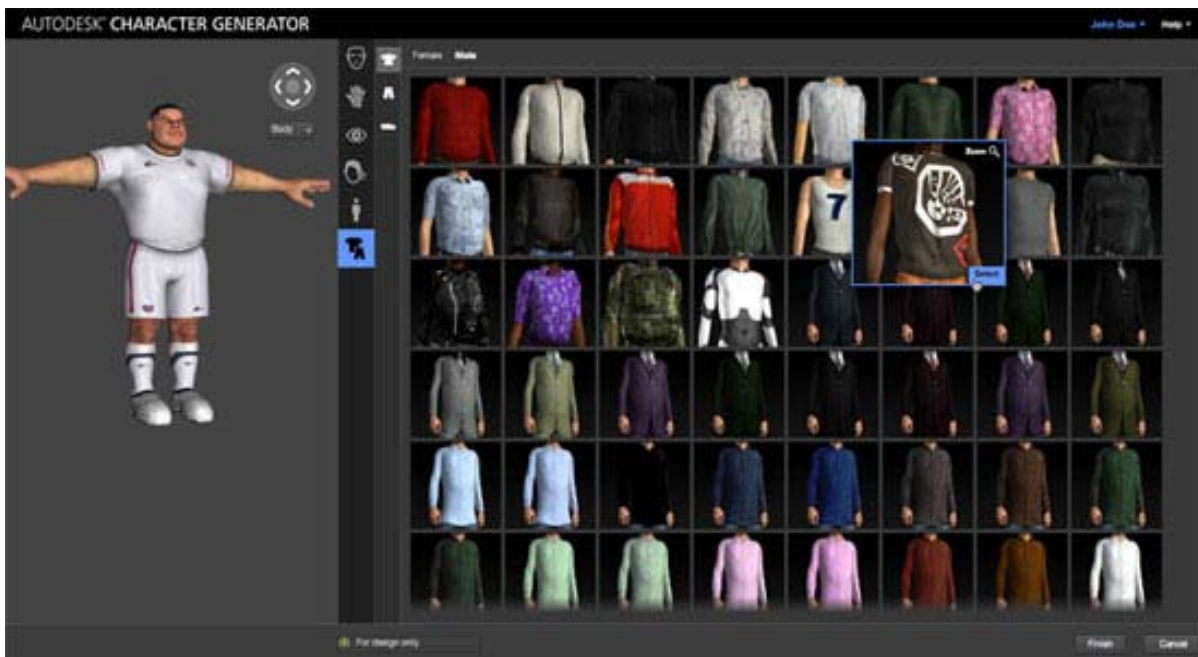 AUTODESK® CHARACTER GENERATOR
John Doe
Help
Female Male
Body
Zoom
7
Select
For design only
Finish
Cancel